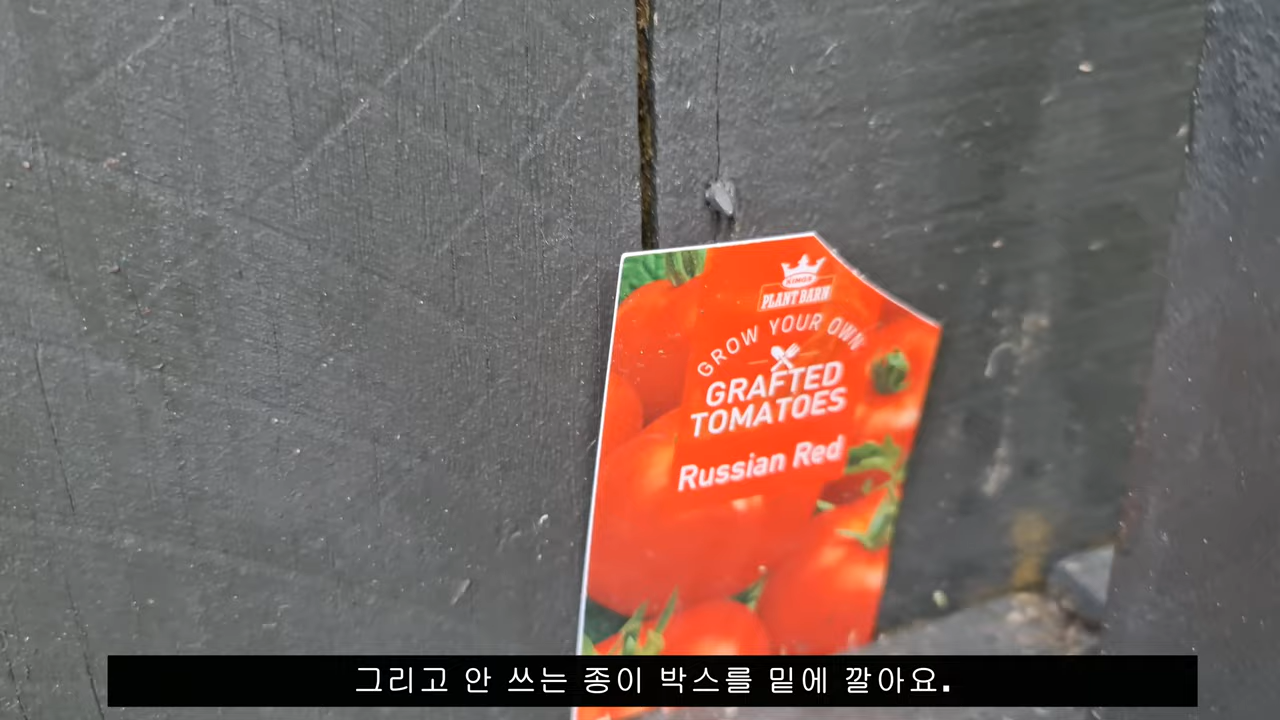 KINGS
PLANT BARN
GROW YOUR OWN
GRAFTED
TOMATOES
Russian Red
그리고 안 쓰는 종이 박스를 밑에 깔아요.